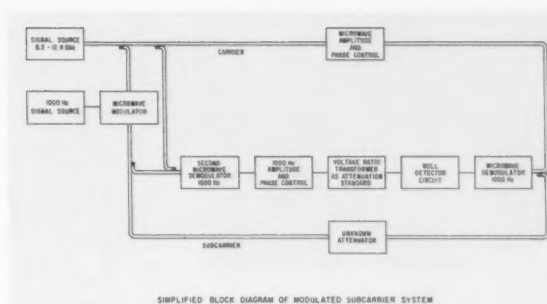 SIGNAL SOURCE
8.2 - 12.4 GHz
CARRIER
MICROWAVE
AMPLITUDE
AND
PHASE CONTROL
1000 Hz
SIGNAL SOURCE
MICROWAVE
MODULATOR
SECOND
MICROWAVE
DEMODULATOR
1000 Hz
1000 Hz
AMPLITUDE
AND
PHASE CONTROL
VOLTAGE RATIO
TRANSFORMER
AS ATTENUATION
STANDARD
NULL
DETECTOR
CIRCUIT
MICROWAVE
DEMODULATOR
1000 Hz
SUBCARRIER
UNKNOWN
ATTENUATOR
SIMPLIFIED BLOCK DIAGRAM OF MODULATED SUBCARRIER SYSTEM